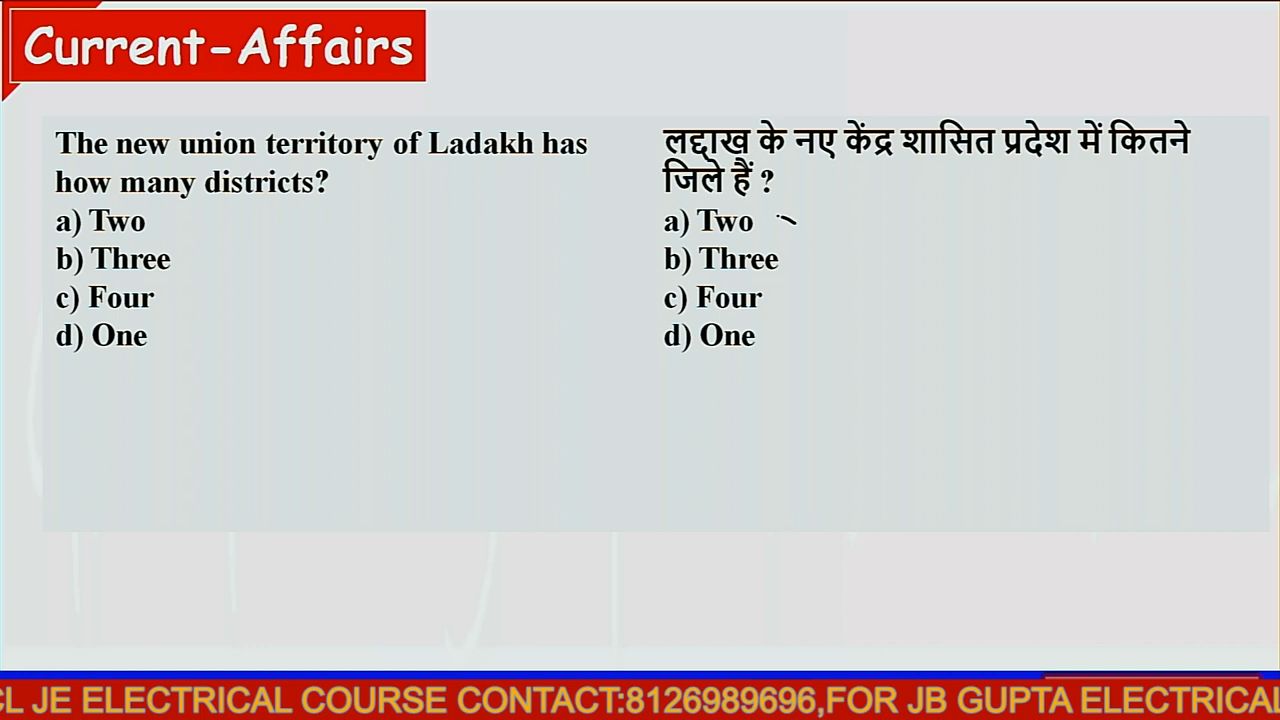 Current-Affairs
The new union territory of Ladakh has
how many districts?
a) Two
b) Three
c) Four
d) One
लद्दाख के नए केंद्र शासित प्रदेश में कितने
जिले हैं ?
a) Two
b) Three
c) Four
d) One
CL JE ELECTRICAL COURSE CONTACT:8126989696,FOR JB GUPTA ELECTRICAL